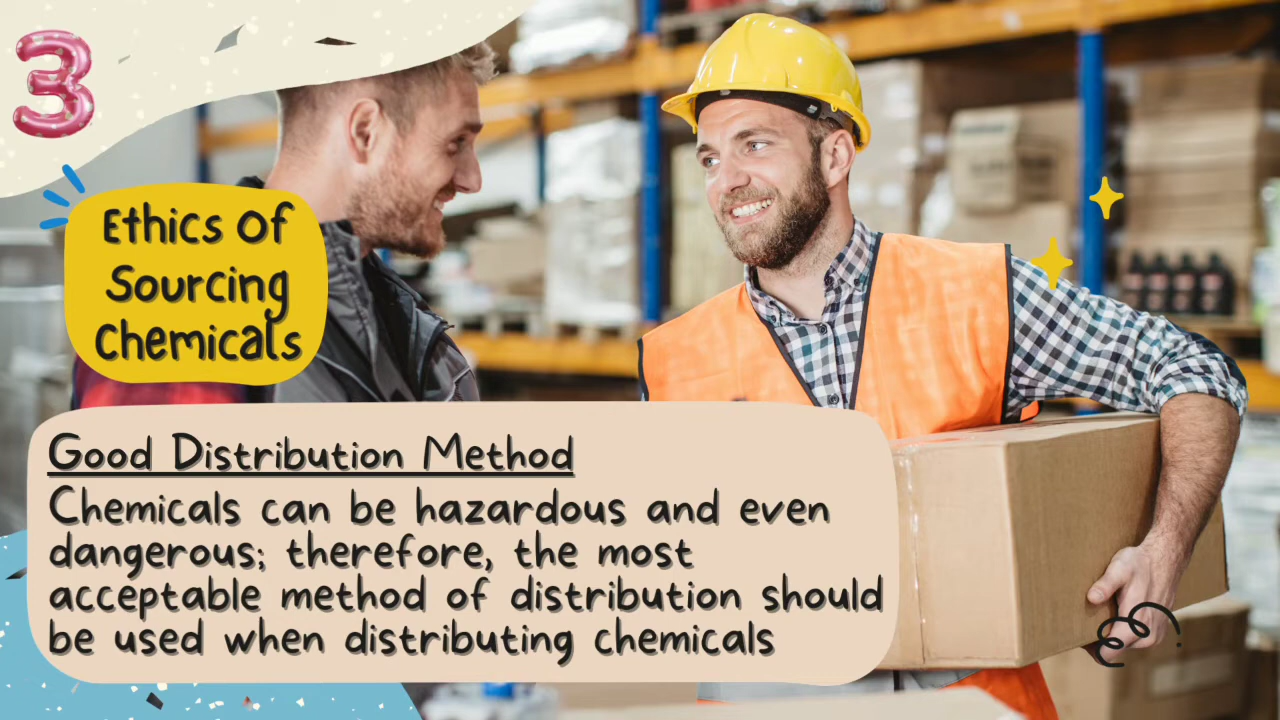 3
Ethics Of
Sourcing
Chemicals
Good Distribution Method
Chemicals can be hazardous and even
dangerous; therefore, the most
acceptable method of distribution should
be used when distributing chemicals